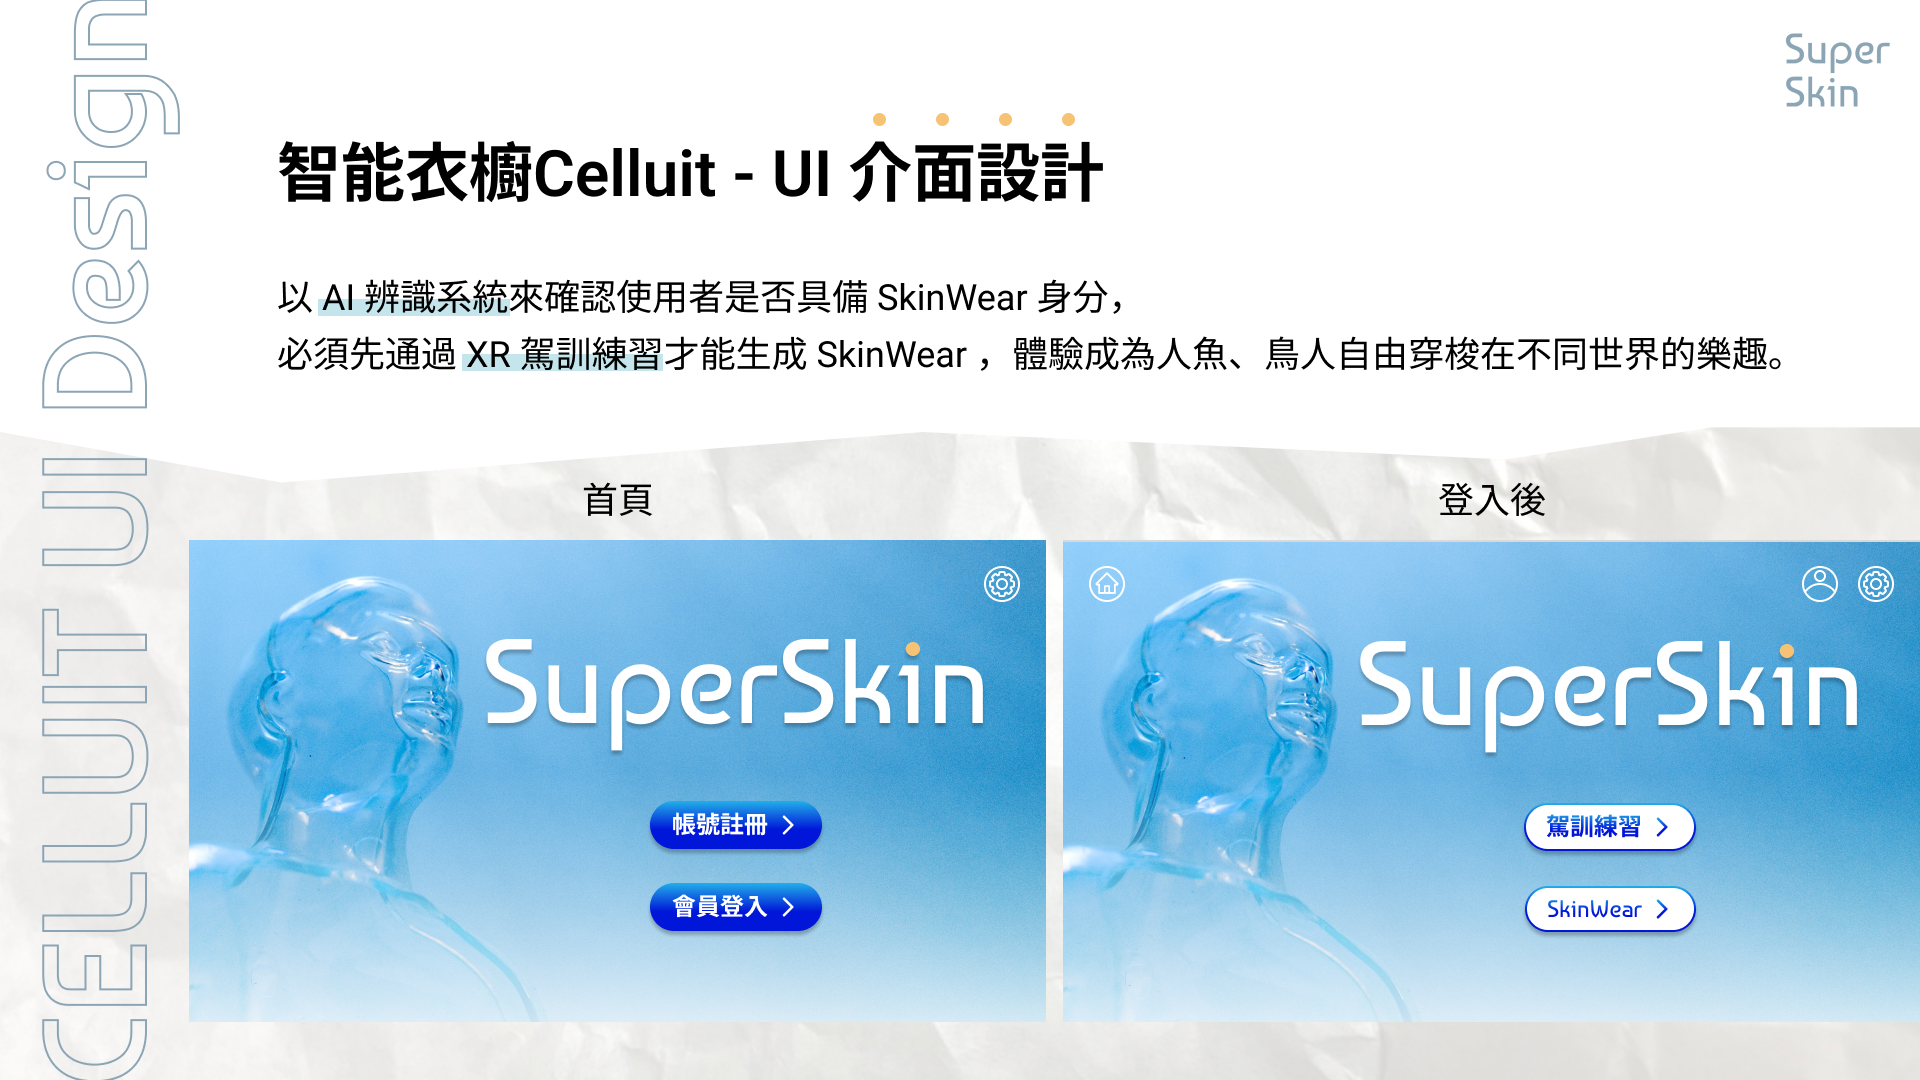 CELLUIT UI Design
Super
Skin
智能衣櫥Celluit - UI 介面設計
以 AI 辨識系統來確認使用者是否具備 SkinWear 身分，
必須先通過 XR 駕訓練習才能生成 SkinWear ，體驗成為人魚、鳥人自由穿梭在不同世界的樂趣。
首頁
SuperSkin
帳號註冊
會員登入
登入後
SuperSkin
駕訓練習
SkinWear